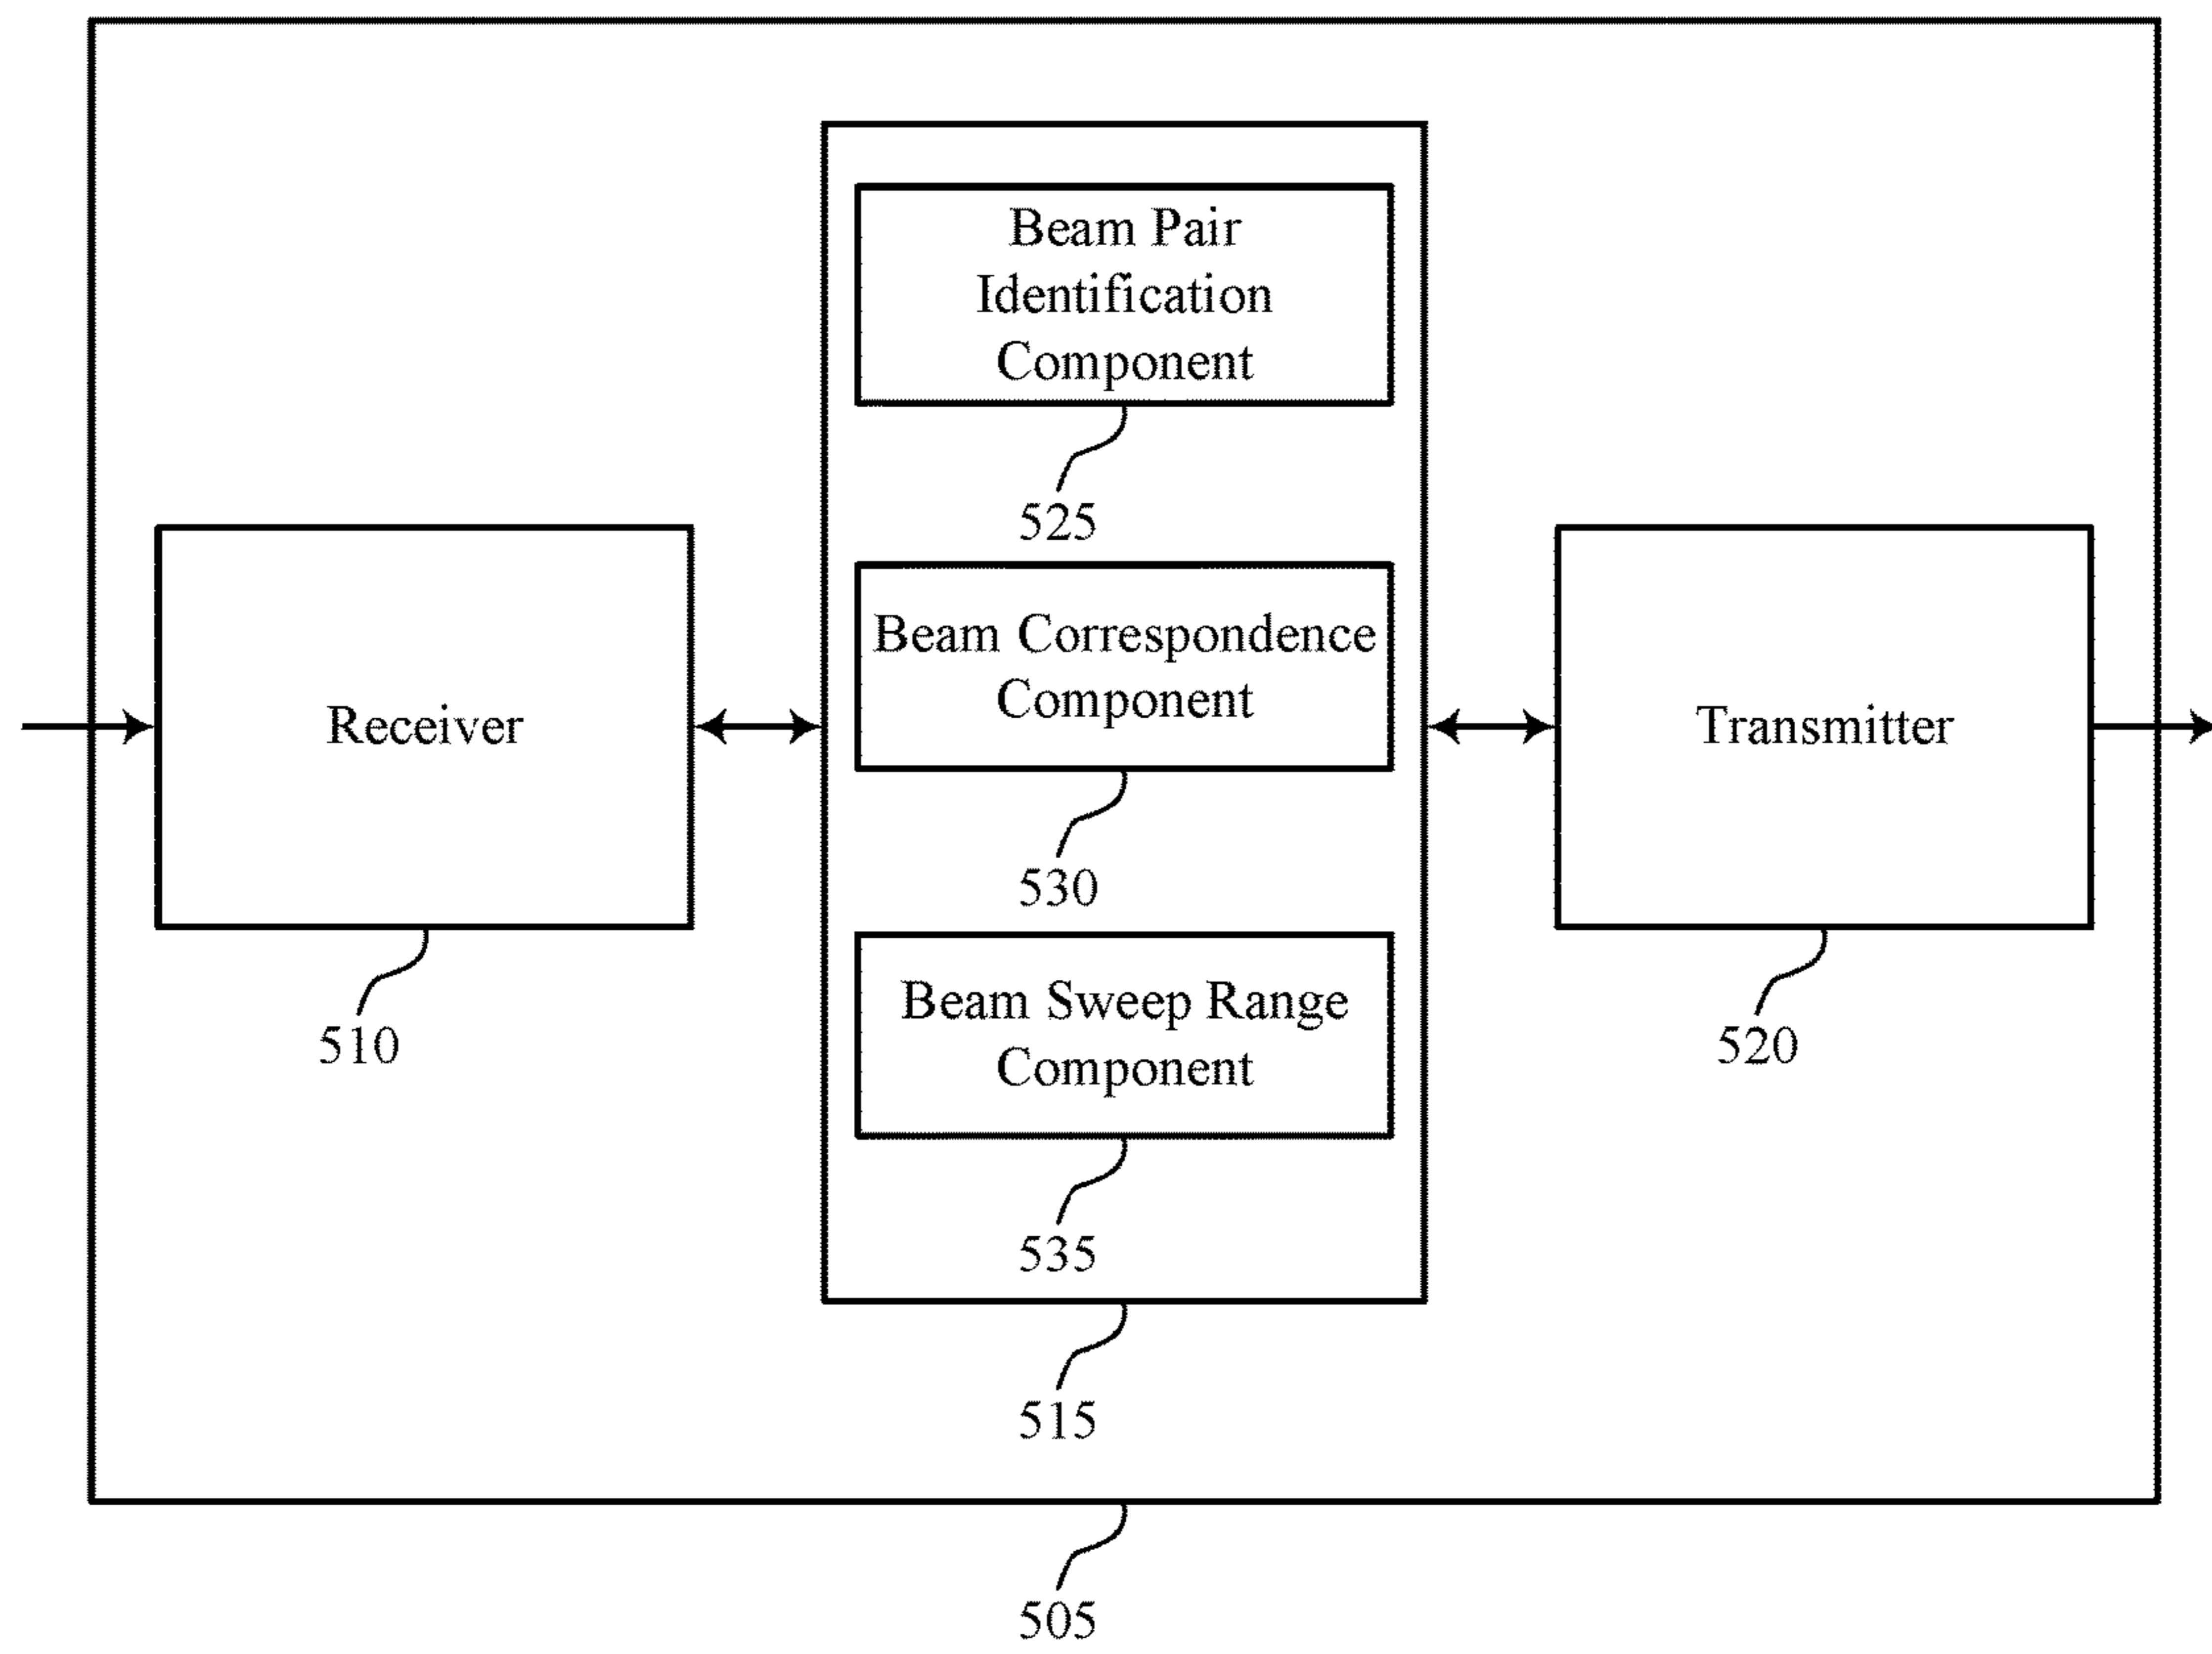 Beam Pair
Identification
Component
525
Receiver
510
Beam Correspondence
Component
530
Transmitter
520
Beam Sweep Range
Component
535
515
505